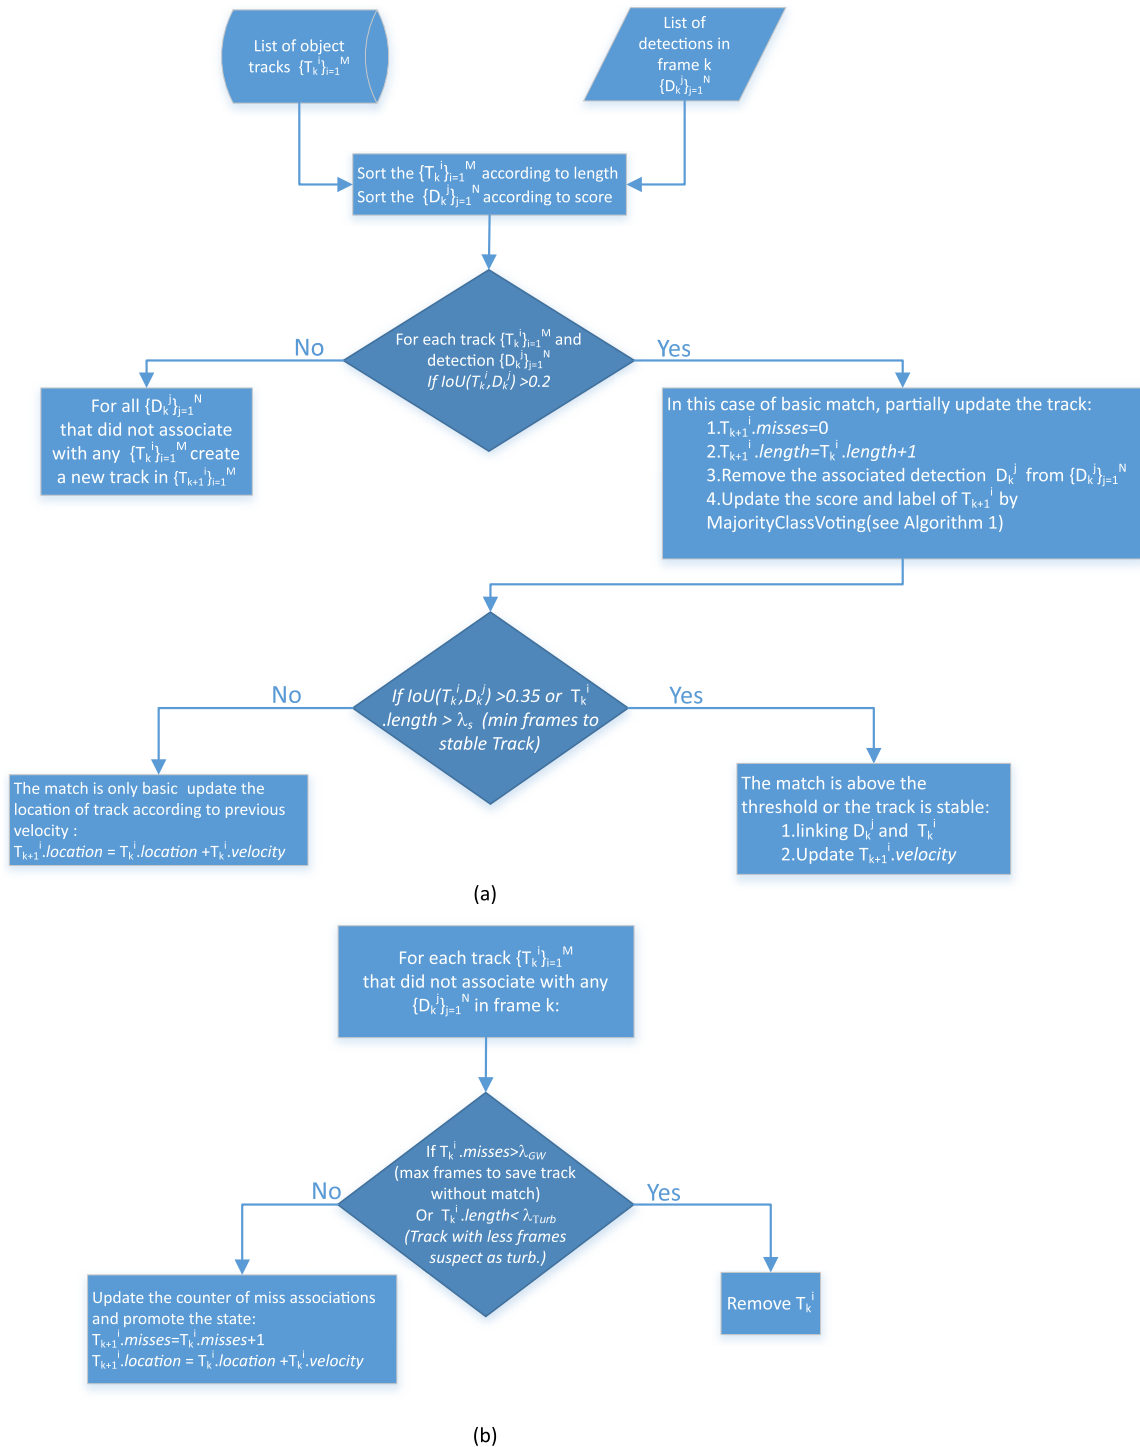 List of object
tracks {T_k^i}_{i=1}^M
List of
detections in
frame k
{D_k^j}_{j=1}^N
Sort the {T_k^i}_{i=1}^M according to length
Sort the {D_k^j}_{j=1}^N according to score
For each track {T_k^i}_{i=1}^M and
detection {D_k^j}_{j=1}^N
If IoU(T_k^i,D_k^j) >0.2
No
Yes
For all {D_k^j}_{j=1}^N
that did not associate
with any {T_k^i}_{i=1}^M create
a new track in {T_{k+1}^i}_{i=1}^M
In this case of basic match, partially update the track:
1.T_{k+1}^i.misses=0
2.T_{k+1}^i.length=T_k^i.length+1
3.Remove the associated detection D_k^j from {D_k^j}_{j=1}^N
4.Update the score and label of T_{k+1}^i by
MajorityClassVoting(see Algorithm 1)
If IoU(T_k^i,D_k^j) >0.35 or T_k^i
.length > λ_s (min frames to
stable Track)
No
Yes
The match is only basic update the
location of track according to previous
velocity :
T_{k+1}^i.location = T_k^i.location +T_k^i.velocity
The match is above the
threshold or the track is stable:
1.linking D_k^j and T_k^i
2.Update T_{k+1}^i.velocity
(a)
For each track {T_k^i}_{i=1}^M
that did not associate with any
{D_k^j}_{j=1}^N in frame k:
If T_k^i.misses>λ_{GW}
(max frames to save track
without match)
Or T_k^i.length< λ_{Turb}
(Track with less frames
suspect as turb.)
No
Yes
Update the counter of miss associations
and promote the state:
T_{k+1}^i.misses=T_k^i.misses+1
T_{k+1}^i.location = T_k^i.location +T_k^i.velocity
Remove T_k^i
(b)